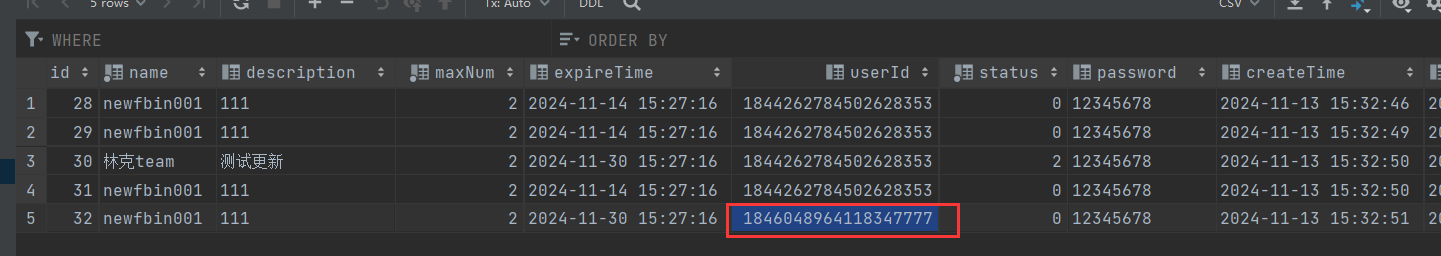 5 rows Tx: Auto DDL CSV
WHERE ORDER BY
id name description maxNum expireTime userId status password createTime
1 28 newfbin001 111 2 2024-11-14 15:27:16 1844262784502628353 0 12345678 2024-11-13 15:32:46
2 29 newfbin001 111 2 2024-11-14 15:27:16 1844262784502628353 0 12345678 2024-11-13 15:32:49
3 30 林克team 测试更新 2 2024-11-30 15:27:16 1844262784502628353 2 12345678 2024-11-13 15:32:50
4 31 newfbin001 111 2 2024-11-14 15:27:16 1844262784502628353 0 12345678 2024-11-13 15:32:50
5 32 newfbin001 111 2 2024-11-30 15:27:16 1846048964118347777 0 12345678 2024-11-13 15:32:51